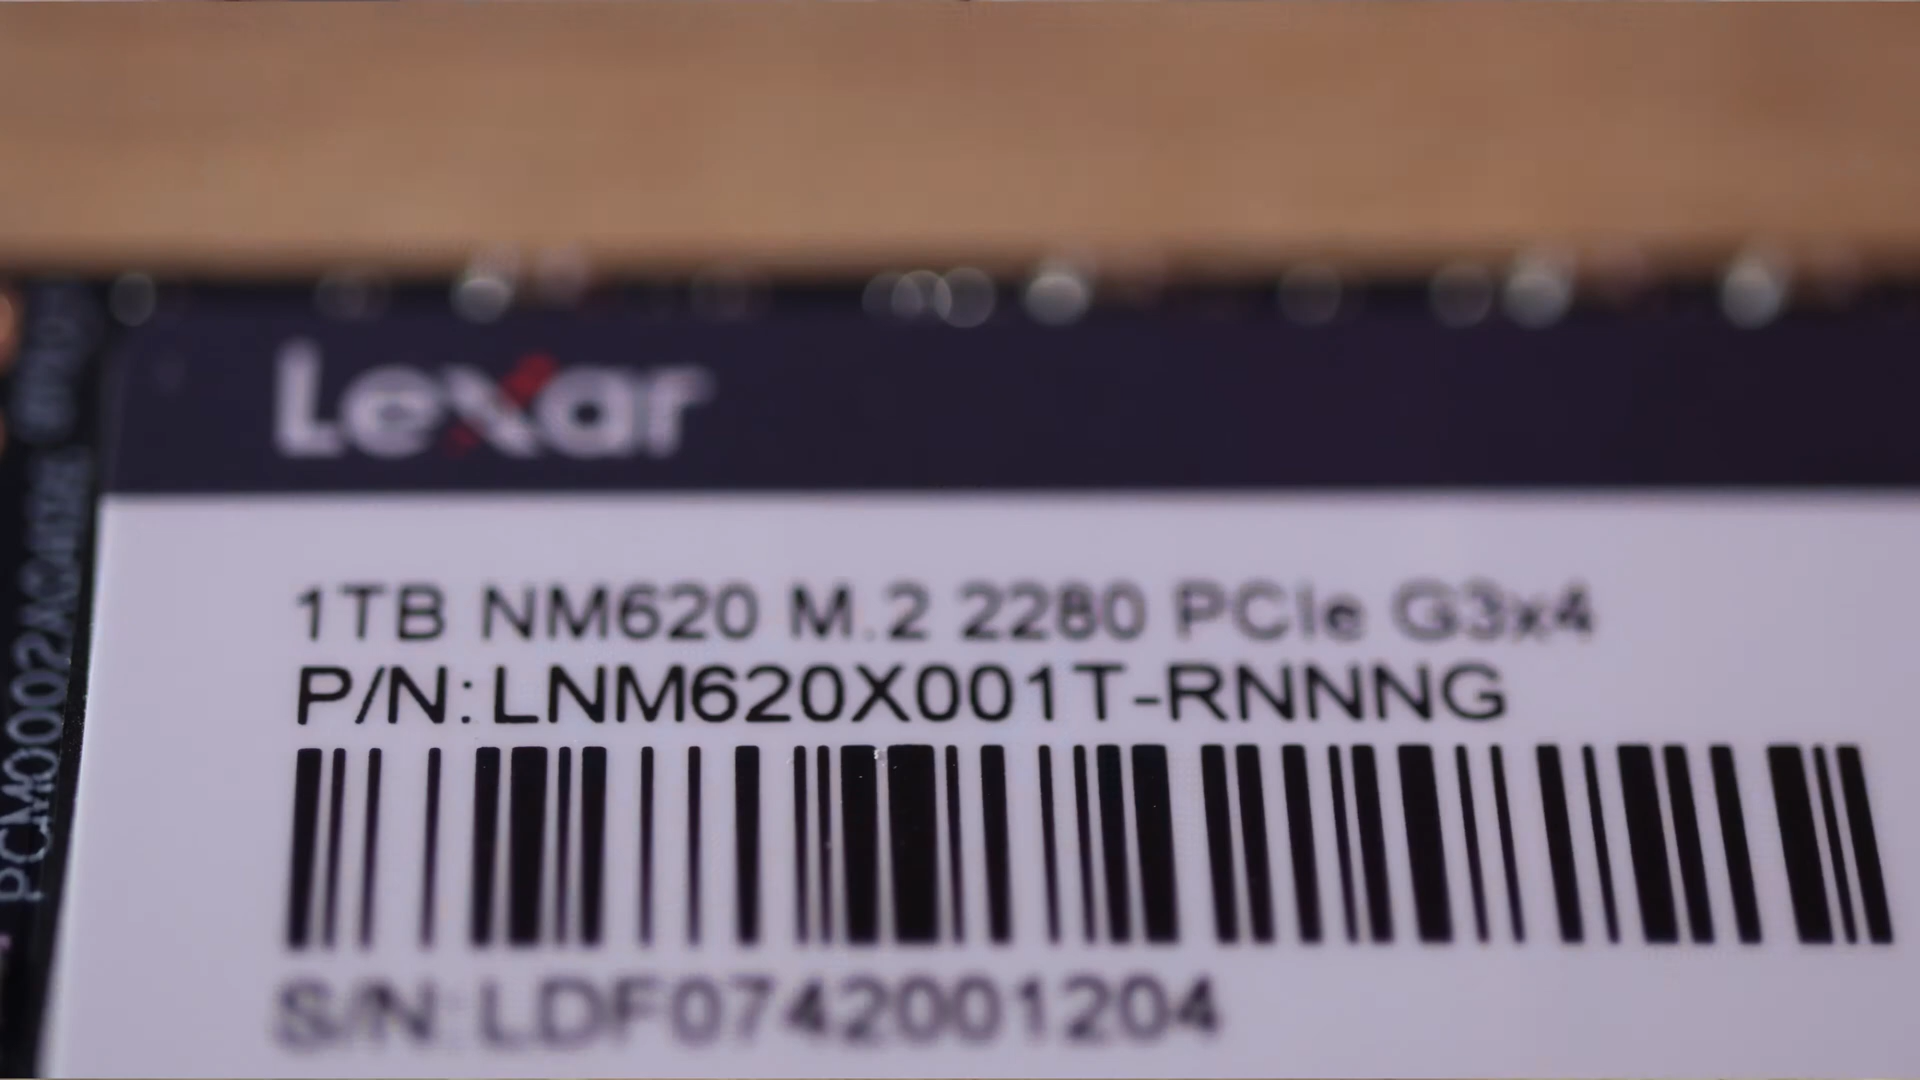 Lexar
1TB NM620 M.2 2280 PCIe G3x4
P/N:LNM620X001T-RNNNG
S/N:LDF0742001204